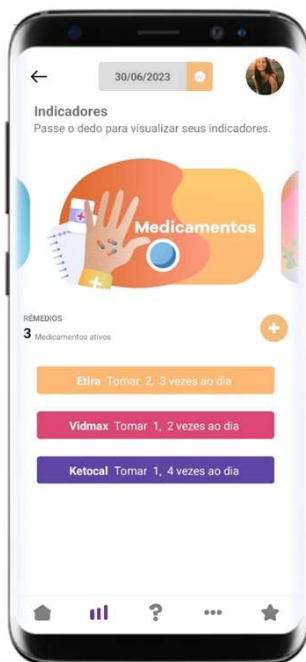 30/06/2023
Indicadores
Passe o dedo para visualizar seus indicadores.
Medicamentos
RÉMEDIOS
3 Medicamentos ativos
Etira Tomar 2, 3 vezes ao dia
Vidmax Tomar 1, 2 vezes ao dia
Ketocal Tomar 1, 4 vezes ao dia